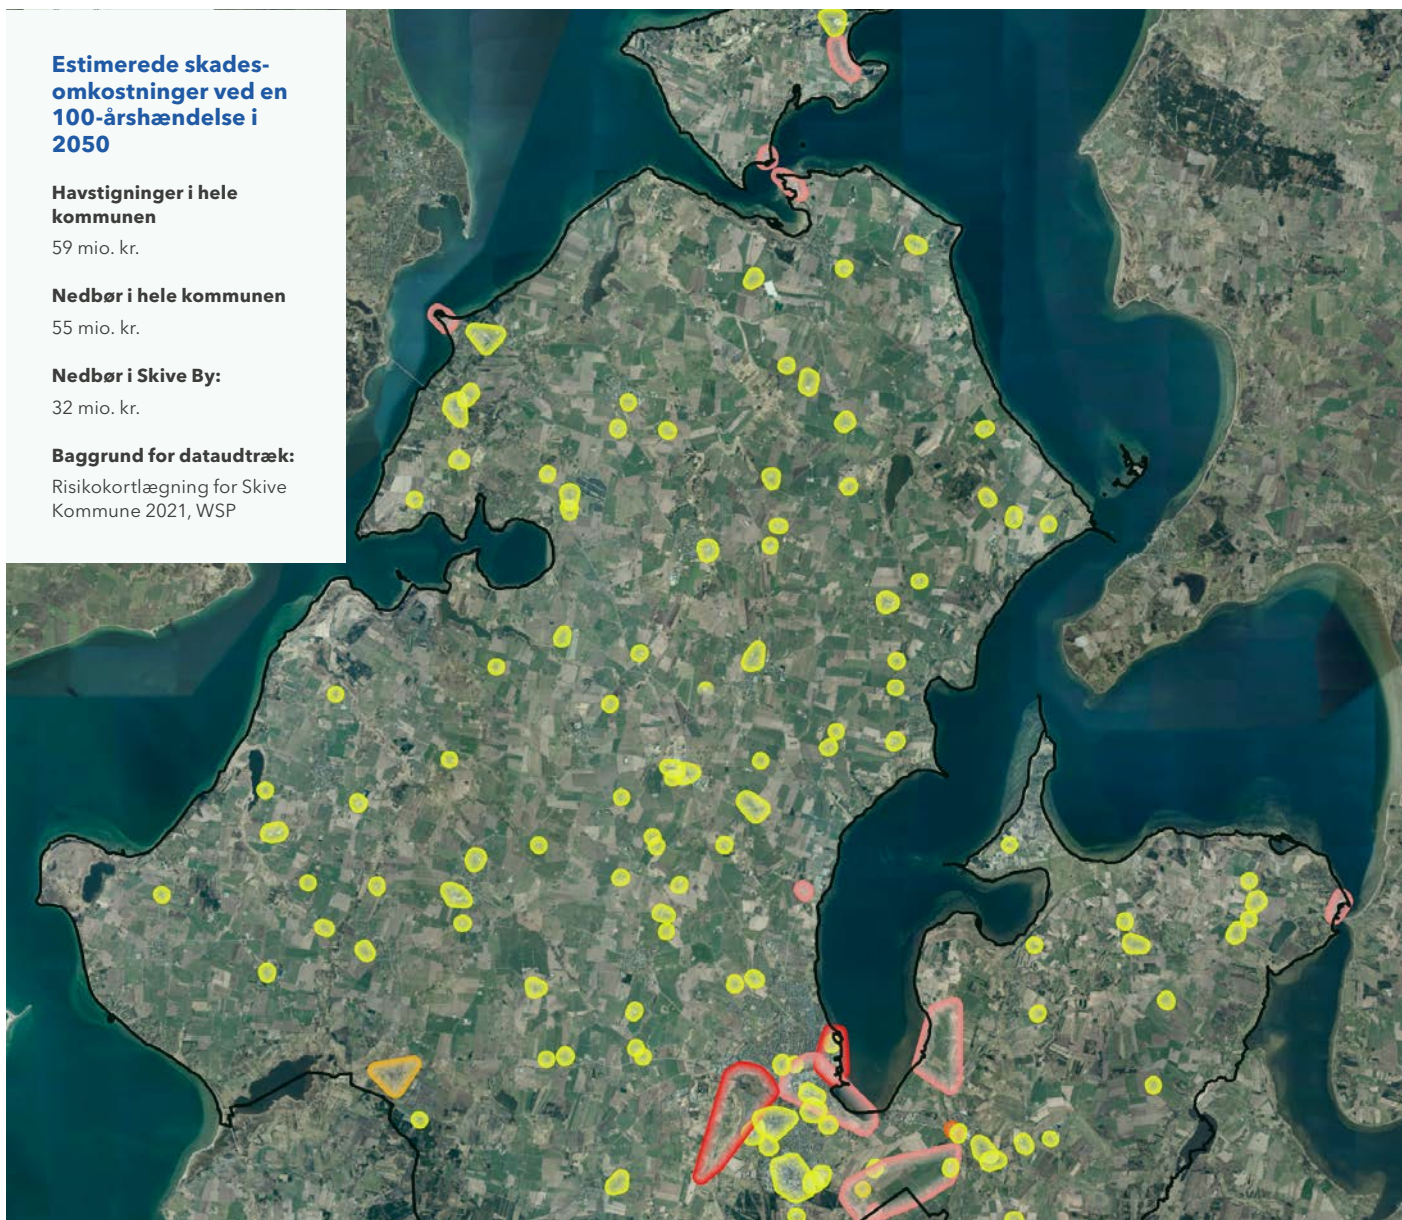 Estimerede skades-
omkostninger ved en
100-årshændelse i
2050
Havstigninger i hele
kommunen
59 mio. kr.
Nedbør i hele kommunen
55 mio. kr.
Nedbør i Skive By:
32 mio. kr.
Baggrund for dataudtræk:
Risikokortlægning for Skive
Kommune 2021, WSP